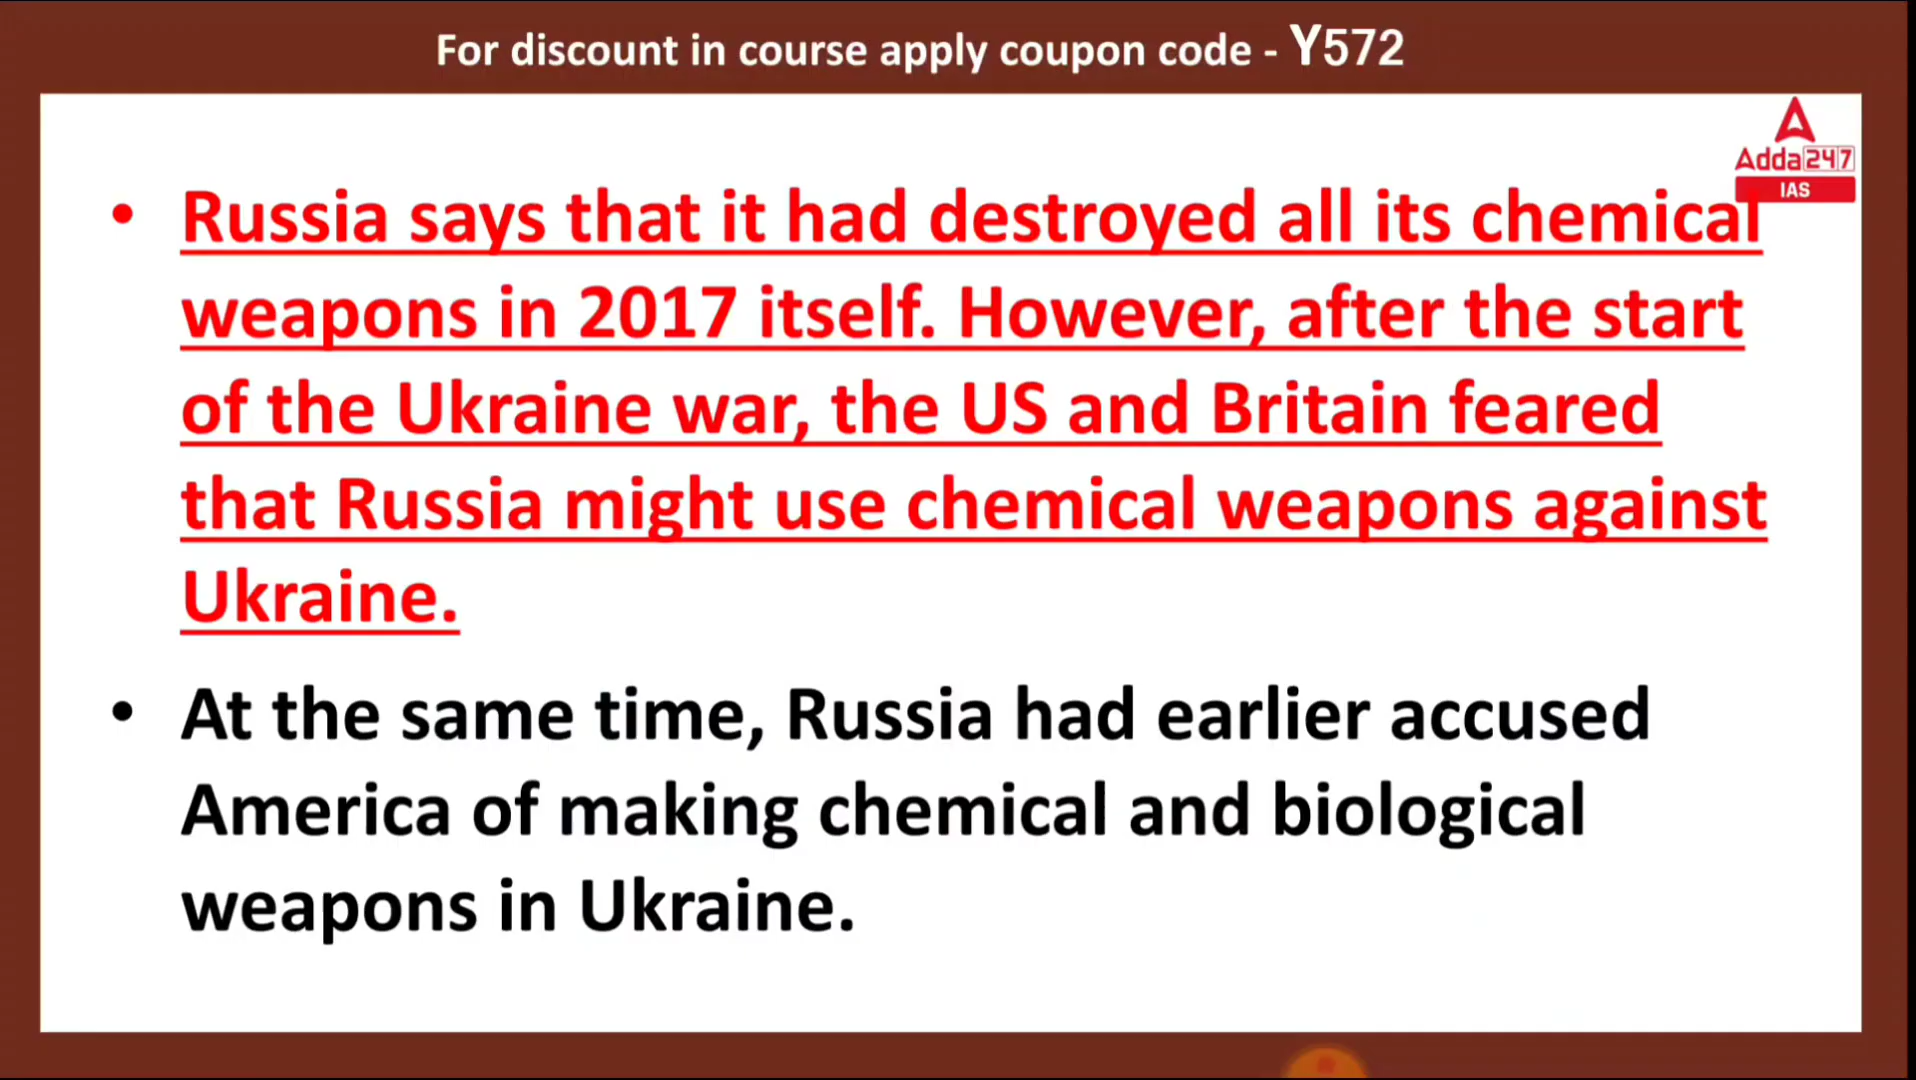 For discount in course apply coupon code - Y572
Adda247
IAS
• Russia says that it had destroyed all its chemical
weapons in 2017 itself. However, after the start
of the Ukraine war, the US and Britain feared
that Russia might use chemical weapons against
Ukraine.
• At the same time, Russia had earlier accused
America of making chemical and biological
weapons in Ukraine.